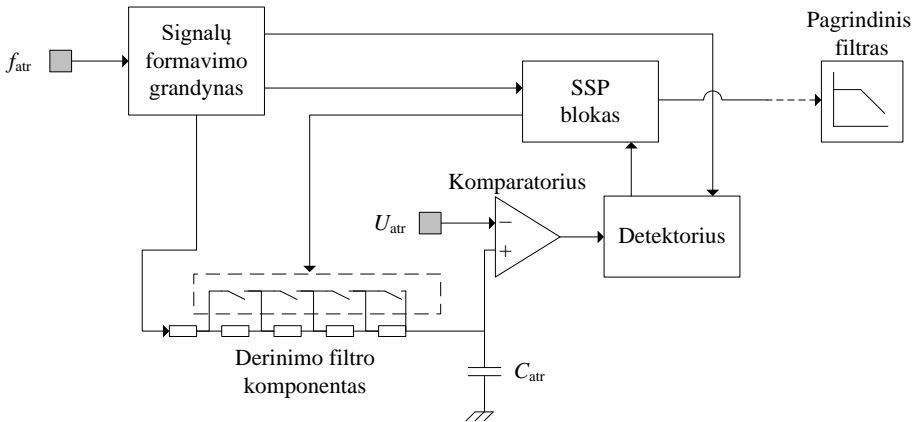 Signalų
formavimo
grandynas
Pagrindinis
filtras
f_atr
SSP
blokas
Komparatorius
U_atr
−
+
Detektorius
Derinimo filtro
komponentas
C_atr